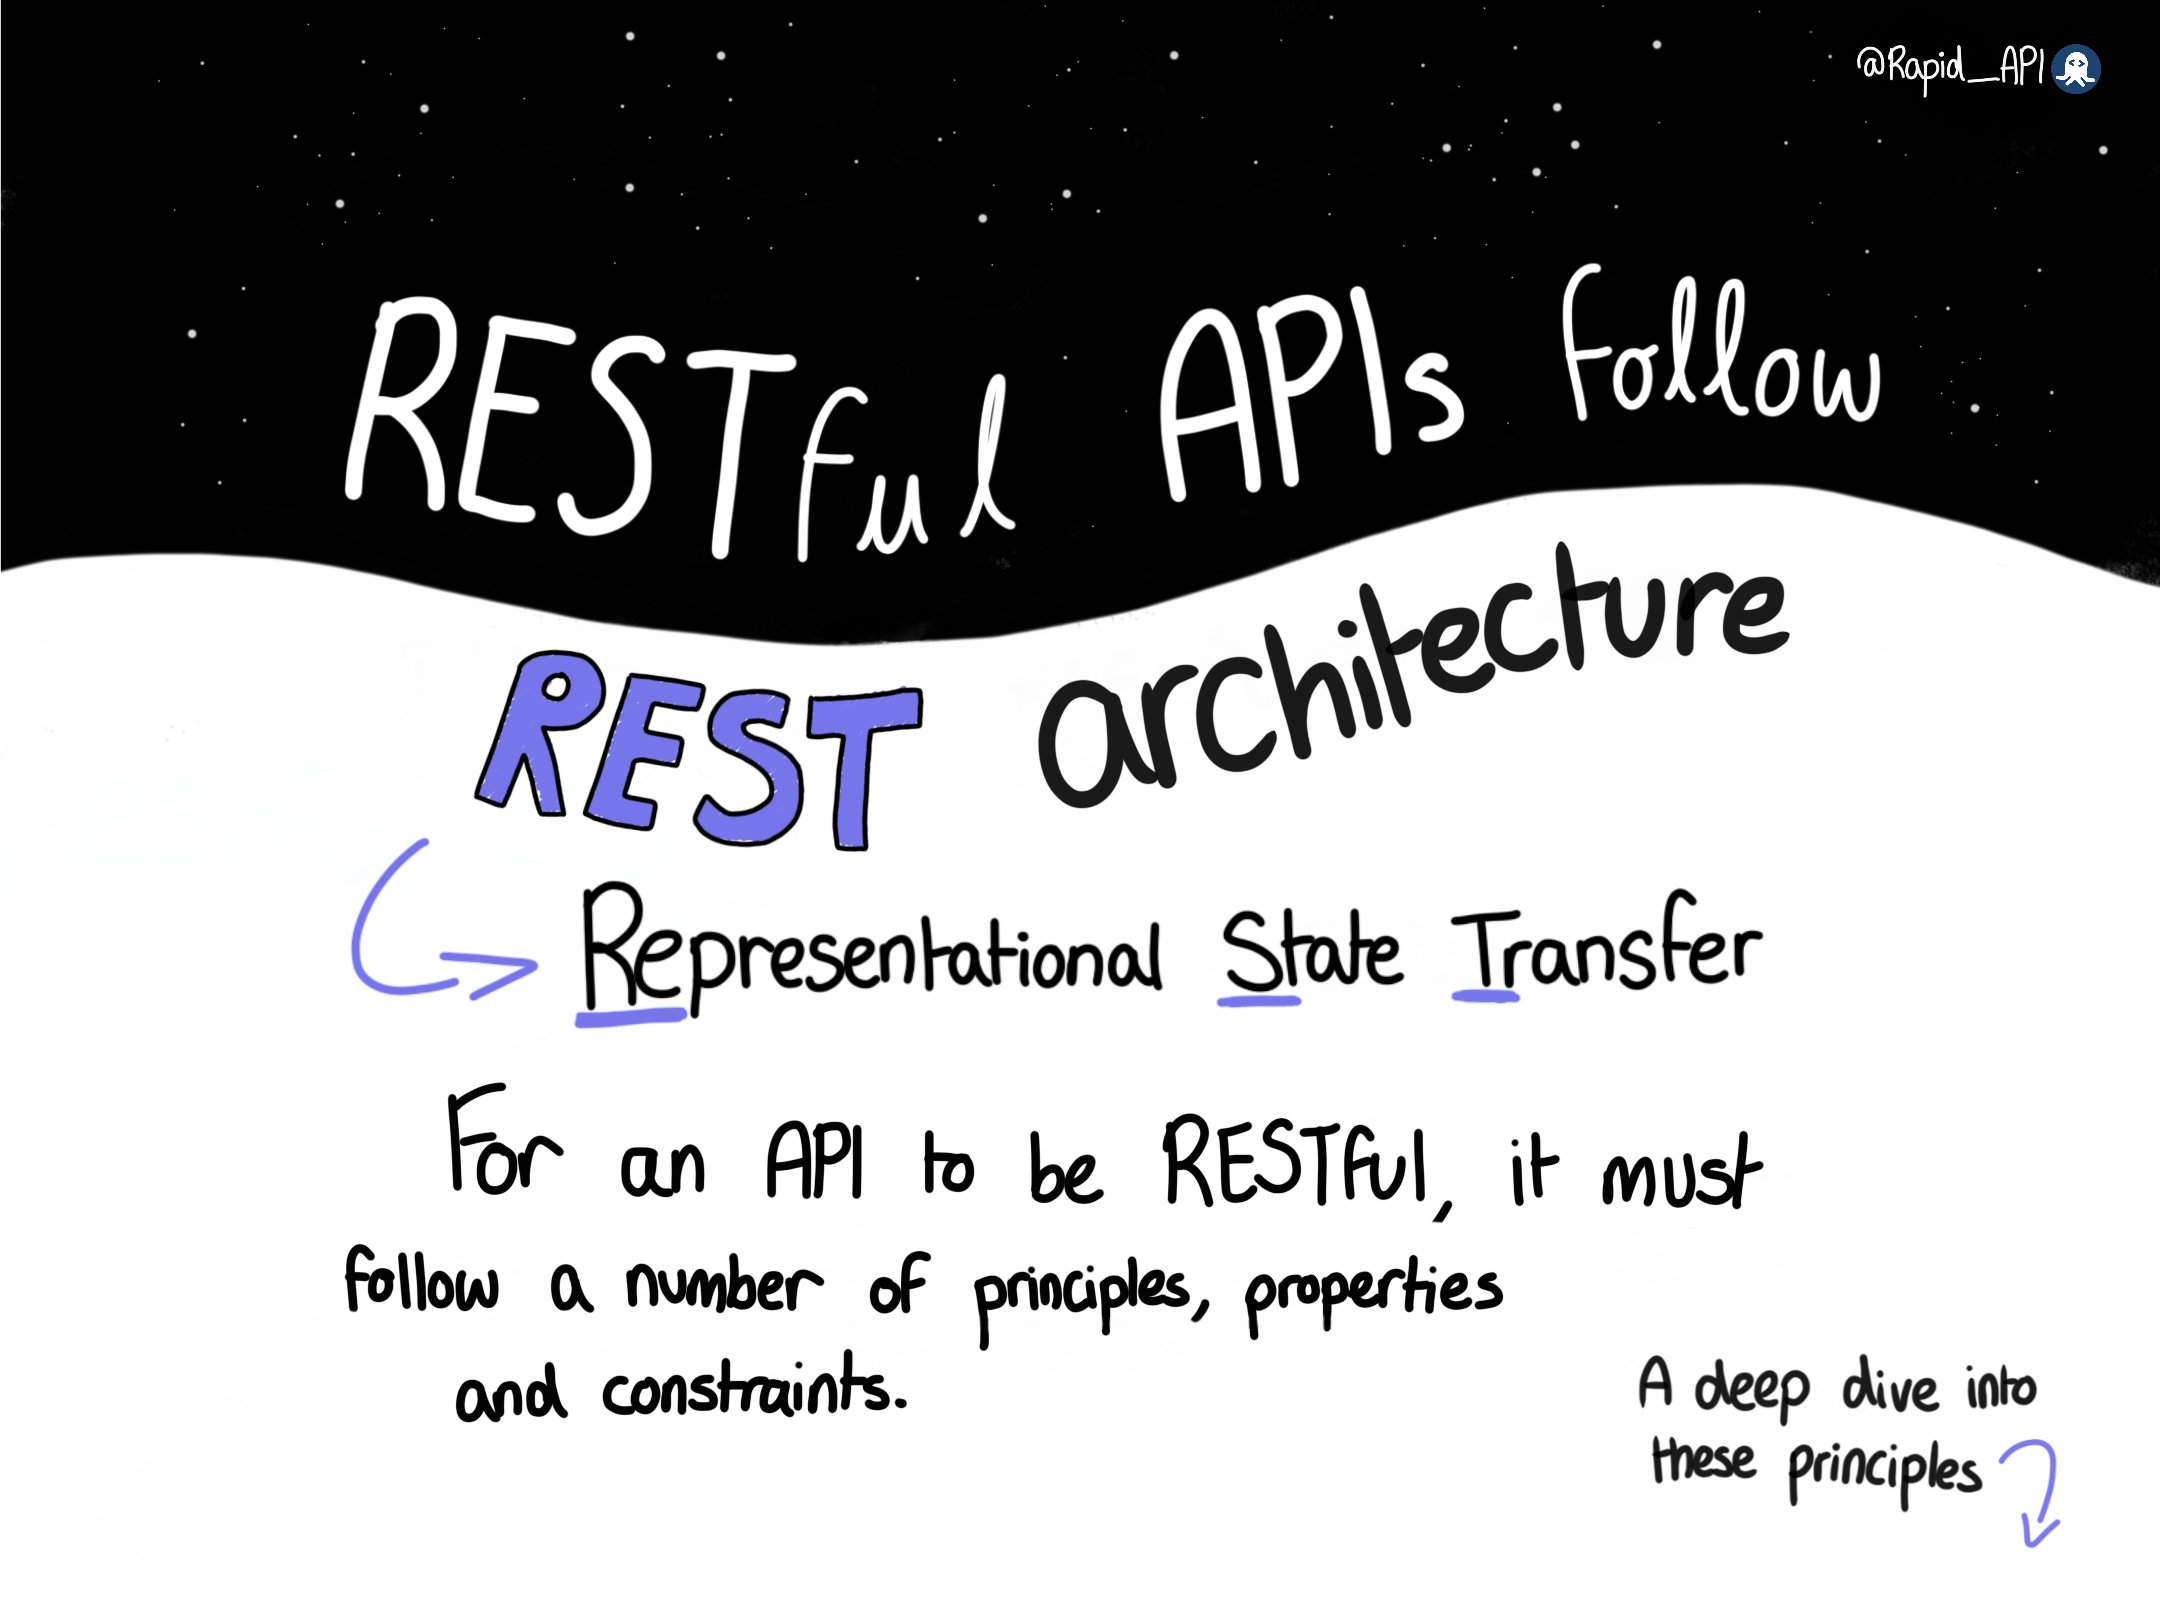 @Rapid_API
RESTful APIs follow
REST architecture
Representational State Transfer
For an API to be RESTful, it must
follow a number of principles, properties
and constraints.
A deep dive into
these principles